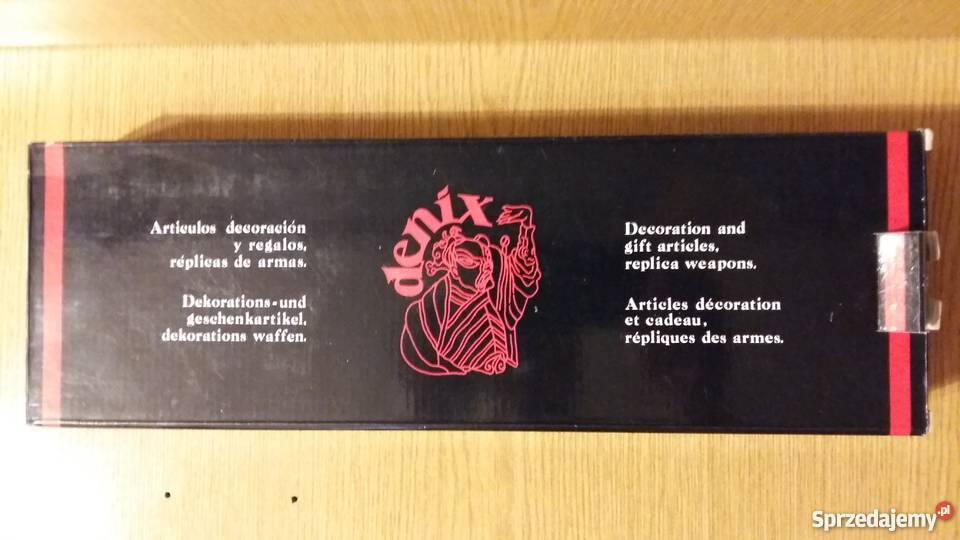 Articulos decoración
y regalos,
réplicas de armas.
Dekorations-und
geschenkartikel,
dekorations waffen.
denix
Decoration and
gift articles,
replica weapons.
Articles décoration
et cadeau,
répliques des armes.
Sprzedajemy.pl